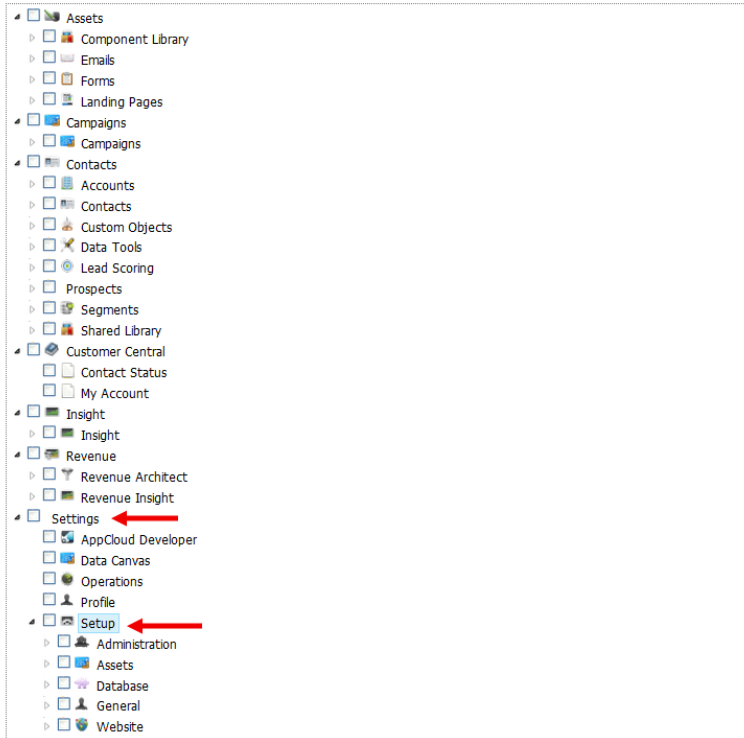 Assets
Component Library
Emails
Forms
Landing Pages
Campaigns
Campaigns
Contacts
Accounts
Contacts
Custom Objects
Data Tools
Lead Scoring
Prospects
Segments
Shared Library
Customer Central
Contact Status
My Account
Insight
Insight
Revenue
Revenue Architect
Revenue Insight
Settings
AppCloud Developer
Data Canvas
Operations
Profile
Setup
Administration
Assets
Database
General
Website